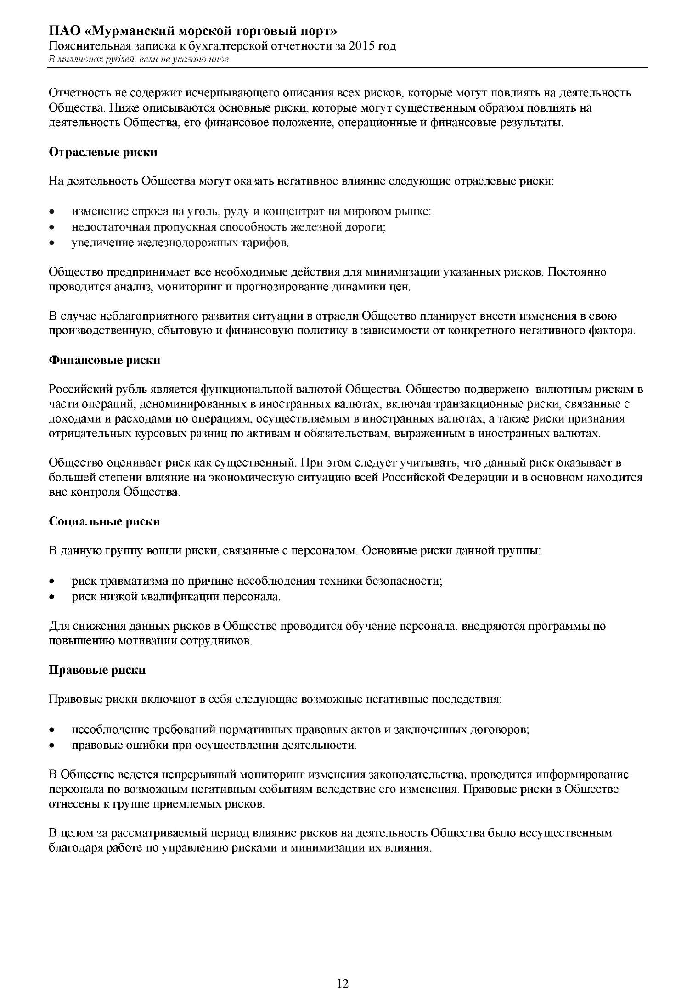 ПАО «Мурманский морской торговый порт»
Пояснительная записка к бухгалтерской отчетности за 2015 год
В миллионах рублей, если не указано иное
Отчетность не содержит исчерпывающего описания всех рисков, которые могут повлиять на деятельность
Общества. Ниже описываются основные риски, которые могут существенным образом повлиять на
деятельность Общества, его финансовое положение, операционные и финансовые результаты.
Отраслевые риски
На деятельность Общества могут оказать негативное влияние следующие отраслевые риски:
• изменение спроса на уголь, руду и концентрат на мировом рынке;
• недостаточная пропускная способность железной дороги;
• увеличение железнодорожных тарифов.
Общество предпринимает все необходимые действия для минимизации указанных рисков. Постоянно
проводится анализ, мониторинг и прогнозирование динамики цен.
В случае неблагоприятного развития ситуации в отрасли Общество планирует внести изменения в свою
производственную, сбытовую и финансовую политику в зависимости от конкретного негативного фактора.
Финансовые риски
Российский рубль является функциональной валютой Общества. Общество подвержено валютным рискам в
части операций, деноминированных в иностранных валютах, включая транзакционные риски, связанные с
доходами и расходами по операциям, осуществляемым в иностранных валютах, а также риски признания
отрицательных курсовых разниц по активам и обязательствам, выраженным в иностранных валютах.
Общество оценивает риск как существенный. При этом следует учитывать, что данный риск оказывает в
большей степени влияние на экономическую ситуацию всей Российской Федерации и в основном находится
вне контроля Общества.
Социальные риски
В данную группу вошли риски, связанные с персоналом. Основные риски данной группы:
• риск травматизма по причине несоблюдения техники безопасности;
• риск низкой квалификации персонала.
Для снижения данных рисков в Обществе проводится обучение персонала, внедряются программы по
повышению мотивации сотрудников.
Правовые риски
Правовые риски включают в себя следующие возможные негативные последствия:
• несоблюдение требований нормативных правовых актов и заключенных договоров;
• правовые ошибки при осуществлении деятельности.
В Обществе ведется непрерывный мониторинг изменения законодательства, проводится информирование
персонала по возможным негативным событиям вследствие его изменения. Правовые риски в Обществе
отнесены к группе приемлемых рисков.
В целом за рассматриваемый период влияние рисков на деятельность Общества было несущественным
благодаря работе по управлению рисками и минимизации их влияния.
12